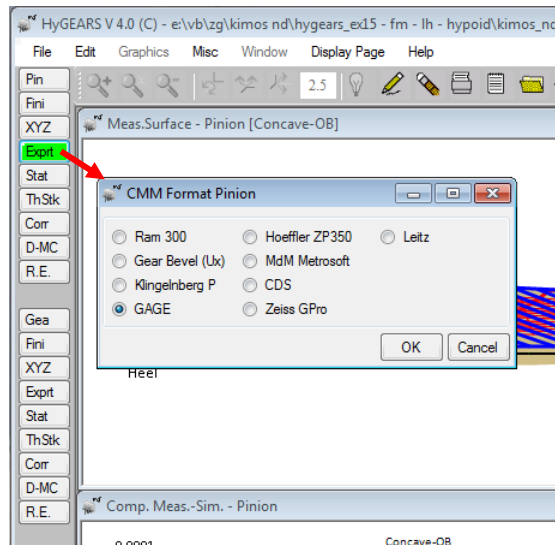 HyGEARS V 4.0 (C) - e:\vb\zg\kimos nd\hygears_ex15 - fm - lh - hypoid\kimos_nd
File Edit Graphics Misc Window Display Page Help
Pin
2.5
Fini
XYZ
Meas.Surface - Pinion [Concave-OB]
Exprt
Stat
CMM Format Pinion
ThStk
Corr
Ram 300 Hoeffler ZP350 Leitz
D-MC
Gear Bevel (Ux) MdM Metrosoft
R.E.
Klingelnberg P CDS
GAGE Zeiss GPro
Gea
Fini
OK Cancel
XYZ
Heel
Exprt
Stat
ThStk
Corr
D-MC
R.E.
Comp. Meas.-Sim. - Pinion
Concave-OB